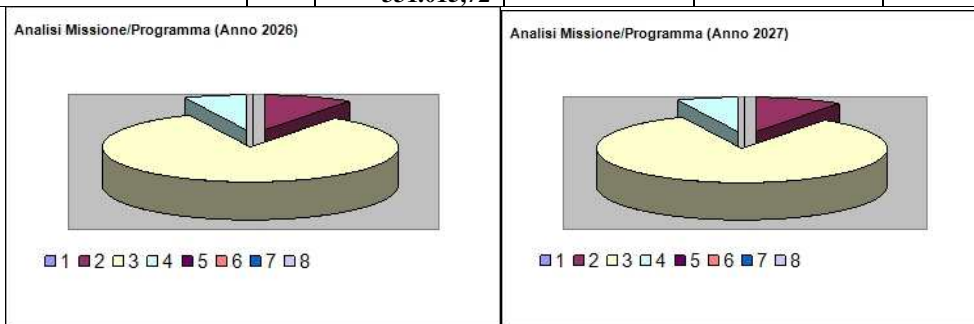 Analisi Missione/Programma (Anno 2026)
1 2 3 4 5 6 7 8
Analisi Missione/Programma (Anno 2027)
1 2 3 4 5 6 7 8